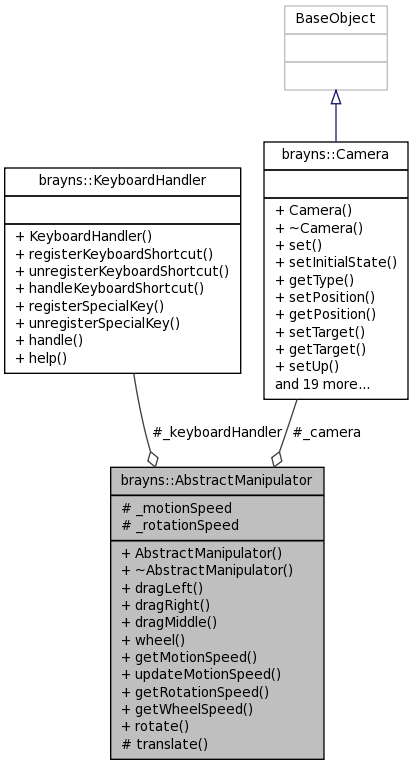 BaseObject
brayns::KeyboardHandler
+ KeyboardHandler()
+ registerKeyboardShortcut()
+ unregisterKeyboardShortcut()
+ handleKeyboardShortcut()
+ registerSpecialKey()
+ unregisterSpecialKey()
+ handle()
+ help()
brayns::Camera
+ Camera()
+ ~Camera()
+ set()
+ setInitialState()
+ getType()
+ setPosition()
+ getPosition()
+ setTarget()
+ getTarget()
+ setUp()
and 19 more...
#_keyboardHandler
#_camera
brayns::AbstractManipulator
# _motionSpeed
# _rotationSpeed
+ AbstractManipulator()
+ ~AbstractManipulator()
+ dragLeft()
+ dragRight()
+ dragMiddle()
+ wheel()
+ getMotionSpeed()
+ updateMotionSpeed()
+ getRotationSpeed()
+ getWheelSpeed()
+ rotate()
# translate()